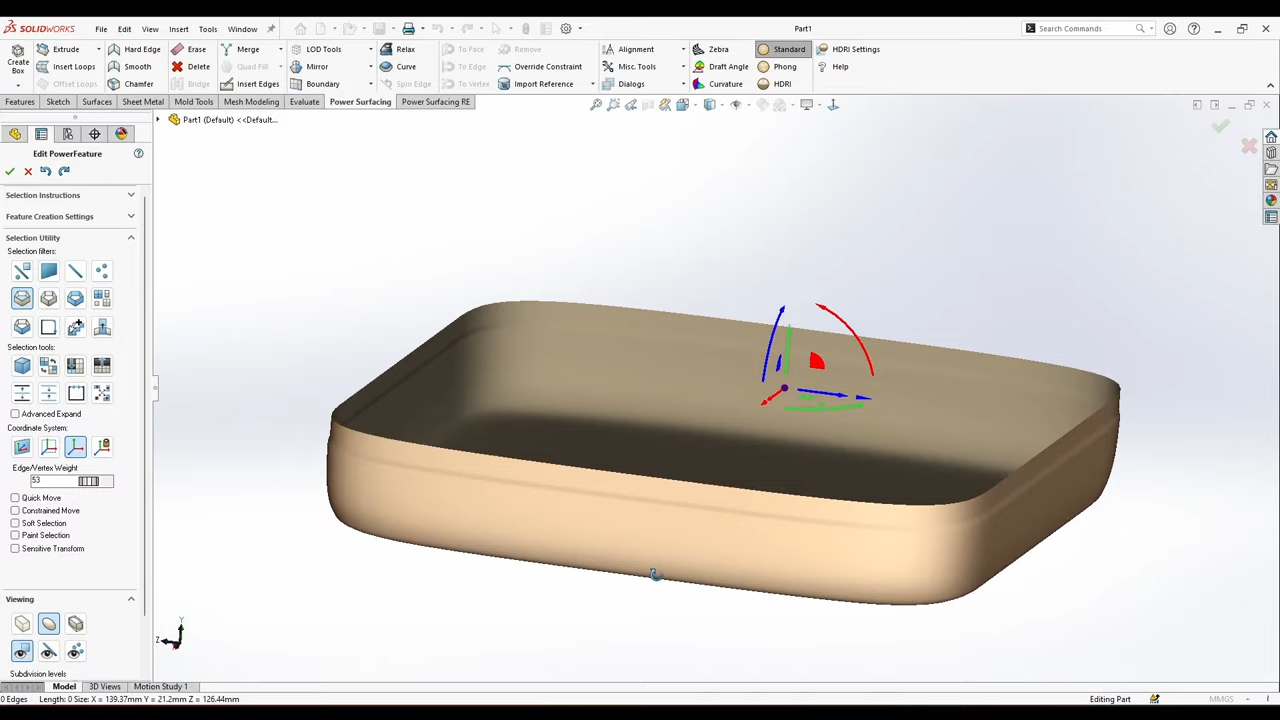 SOLIDWORKS File Edit View Insert Tools Window Part1 Search Commands
Create Box
Extrude Hard Edge Erase Merge LOD Tools Relax To Face Remove Alignment Zebra Standard HDRI Settings
Insert Loops Smooth Delete Quad Fill Mirror Curve To Edge Override Constraint Misc. Tools Draft Angle Phong Help
Offset Loops Chamfer Bridge Insert Edges Boundary Spin Edge To Vertex Import Reference Dialogs Curvature HDRI
Features Sketch Surfaces Sheet Metal Mold Tools Mesh Modeling Evaluate Power Surfacing Power Surfacing RE
Part1 (Default) <<Default...
Edit PowerFeature
Selection Instructions
Feature Creation Settings
Selection Utility
Selection filters:
Selection tools:
Advanced Expand
Coordinate System:
Edge/Vertex Weight
53
Quick Move
Constrained Move
Soft Selection
Paint Selection
Sensitive Transform
Viewing
Y
Z
Subdivision levels
Model 3D Views Motion Study 1
0 Edges Length: 0 Size: X = 139.37mm Y = 21.2mm Z = 126.44mm Editing Part MMGS